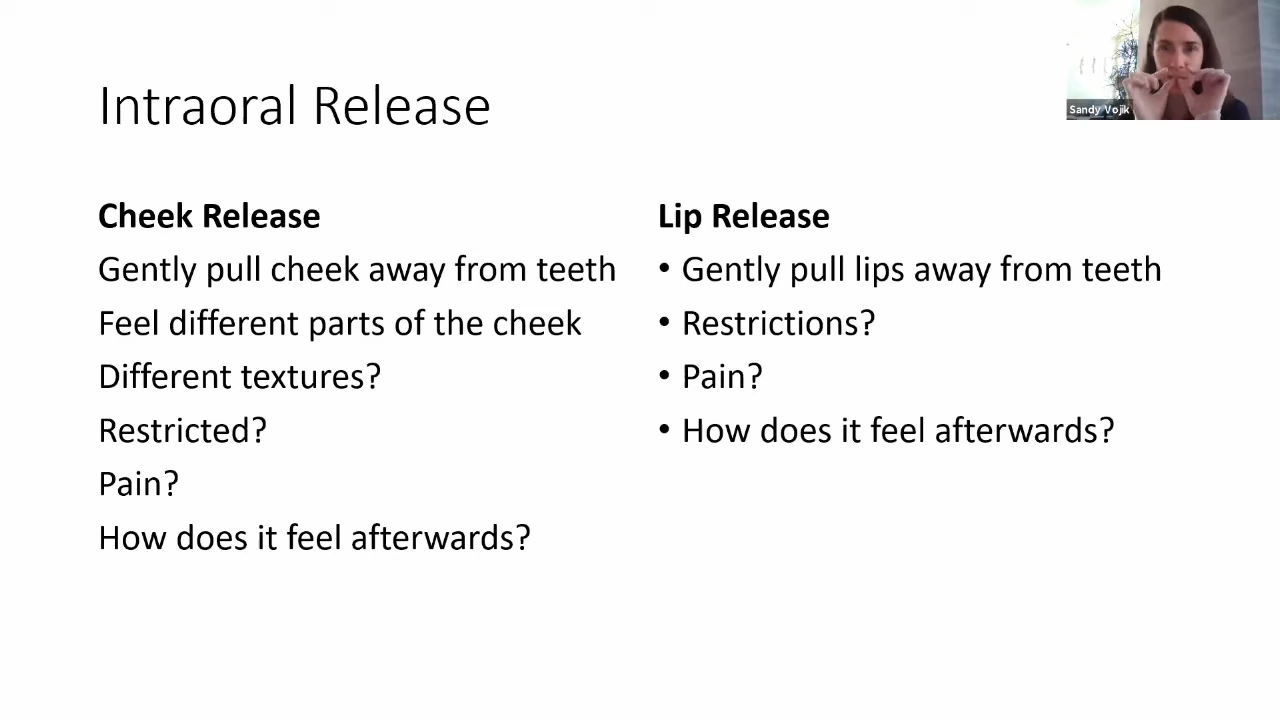 Intraoral Release
Cheek Release
Gently pull cheek away from teeth
Feel different parts of the cheek
Different textures?
Restricted?
Pain?
How does it feel afterwards?
Lip Release
• Gently pull lips away from teeth
• Restrictions?
• Pain?
• How does it feel afterwards?
Sandy Vojik